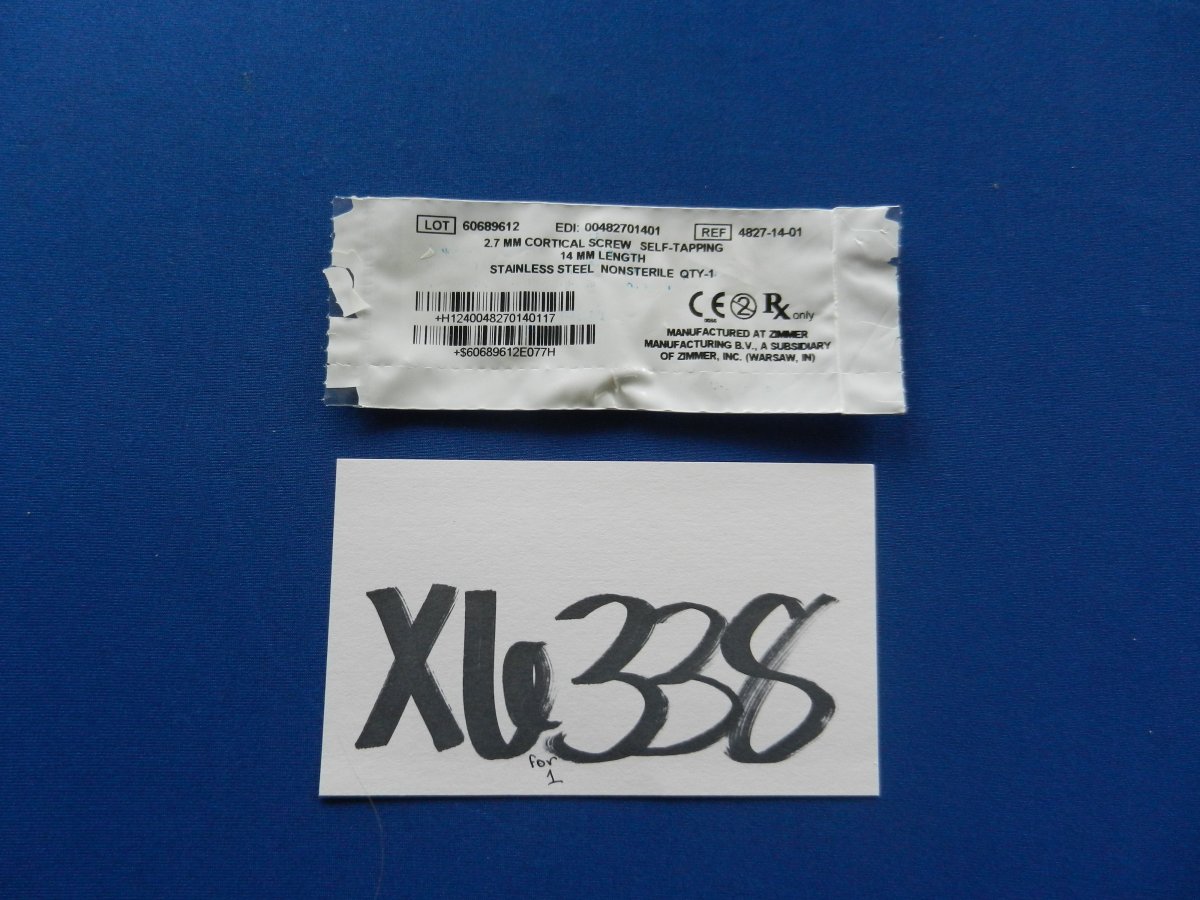 LOT 60689612 EDI: 00482701401 REF 4827-14-01
2.7 MM CORTICAL SCREW SELF-TAPPING
14 MM LENGTH
STAINLESS STEEL NONSTERILE QTY-1
+H1240048270140117
+$60689612E077H
CE 2 Rx only
0086
MANUFACTURED AT ZIMMER
MANUFACTURING B.V., A SUBSIDIARY
OF ZIMMER, INC. (WARSAW, IN)
X6338
for
1